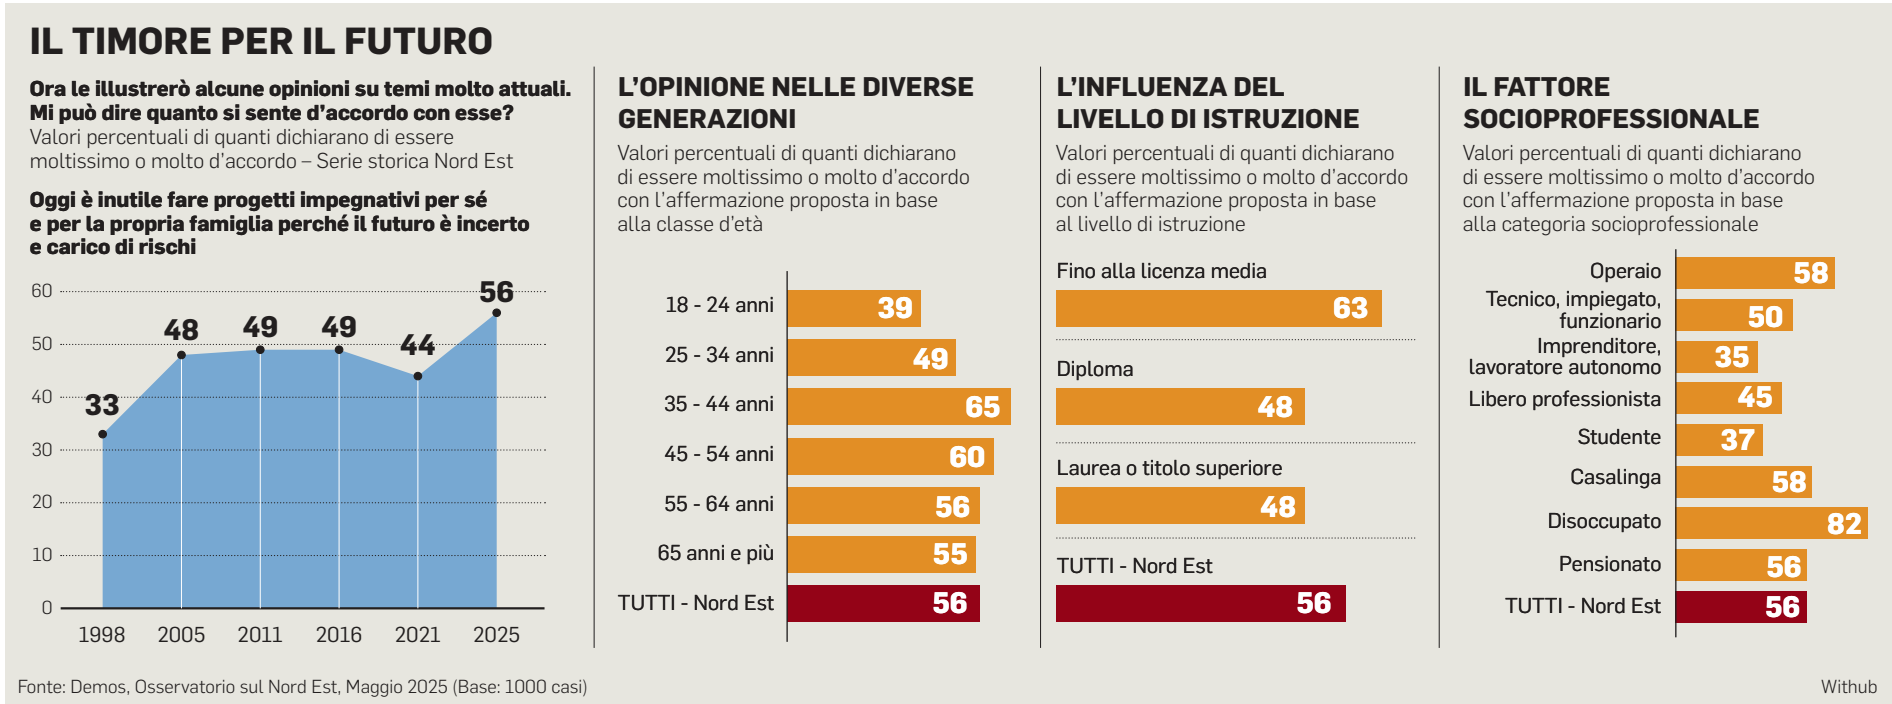 IL TIMORE PER IL FUTURO
Ora le illustrerò alcune opinioni su temi molto attuali.
Mi può dire quanto si sente d'accordo con esse?
Valori percentuali di quanti dichiarano di essere
moltissimo o molto d'accordo – Serie storica Nord Est
Oggi è inutile fare progetti impegnativi per sé
e per la propria famiglia perché il futuro è incerto
e carico di rischi
60
50
40
30
20
10
0
33
48
49
49
44
56
1998
2005
2011
2016
2021
2025
L'OPINIONE NELLE DIVERSE
GENERAZIONI
Valori percentuali di quanti dichiarano
di essere moltissimo o molto d'accordo
con l'affermazione proposta in base
alla classe d'età
18 - 24 anni 39
25 - 34 anni 49
35 - 44 anni 65
45 - 54 anni 60
55 - 64 anni 56
65 anni e più 55
TUTTI - Nord Est 56
L'INFLUENZA DEL
LIVELLO DI ISTRUZIONE
Valori percentuali di quanti dichiarano
di essere moltissimo o molto d'accordo
con l'affermazione proposta in base
al livello di istruzione
Fino alla licenza media
63
Diploma
48
Laurea o titolo superiore
48
TUTTI - Nord Est
56
IL FATTORE
SOCIOPROFESSIONALE
Valori percentuali di quanti dichiarano
di essere moltissimo o molto d'accordo
con l'affermazione proposta in base
alla categoria socioprofessionale
Operaio 58
Tecnico, impiegato,
funzionario 50
Imprenditore,
lavoratore autonomo 35
Libero professionista 45
Studente 37
Casalinga 58
Disoccupato 82
Pensionato 56
TUTTI - Nord Est 56
Fonte: Demos, Osservatorio sul Nord Est, Maggio 2025 (Base: 1000 casi)
Withub